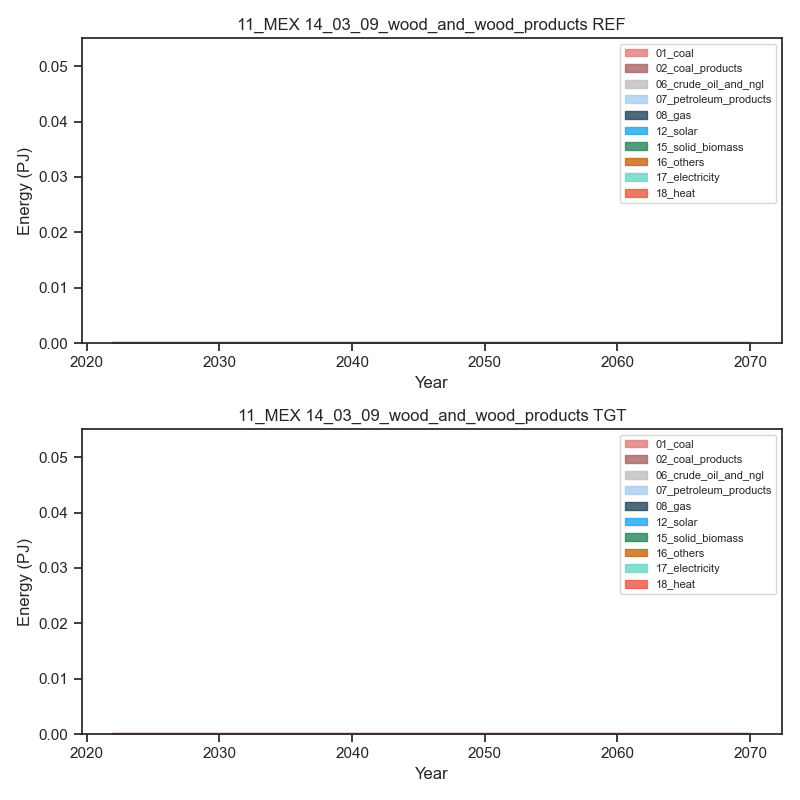 11_MEX 14_03_09_wood_and_wood_products REF
Energy (PJ)
0.05
0.04
0.03
0.02
0.01
0.00
01_coal
02_coal_products
06_crude_oil_and_ngl
07_petroleum_products
08_gas
12_solar
15_solid_biomass
16_others
17_electricity
18_heat
2020 2030 2040 2050 2060 2070
Year
11_MEX 14_03_09_wood_and_wood_products TGT
Energy (PJ)
0.05
0.04
0.03
0.02
0.01
0.00
01_coal
02_coal_products
06_crude_oil_and_ngl
07_petroleum_products
08_gas
12_solar
15_solid_biomass
16_others
17_electricity
18_heat
2020 2030 2040 2050 2060 2070
Year